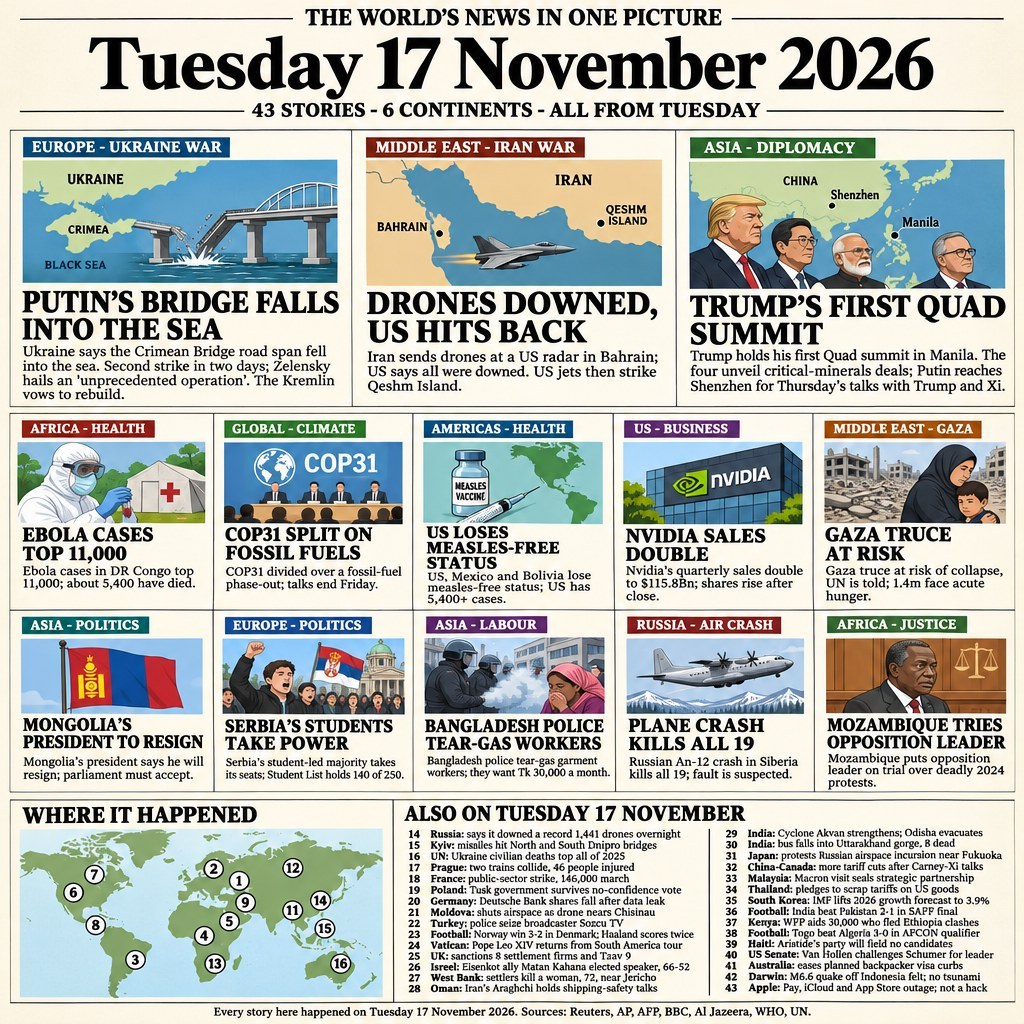 THE WORLD'S NEWS IN ONE PICTURE
Tuesday 17 November 2026
43 STORIES - 6 CONTINENTS - ALL FROM TUESDAY
EUROPE - UKRAINE WAR
UKRAINE
CRIMEA
BLACK SEA
PUTIN'S BRIDGE FALLS
INTO THE SEA
Ukraine says the Crimean Bridge road span fell
into the sea. Second strike in two days; Zelensky
hails an 'unprecedented operation'. The Kremlin
vows to rebuild.
MIDDLE EAST - IRAN WAR
IRAN
BAHRAIN
QESHM
ISLAND
DRONES DOWNED,
US HITS BACK
Iran sends drones at a US radar in Bahrain;
US says all were downed. US jets then strike
Qeshm Island.
ASIA - DIPLOMACY
CHINA
Shenzhen
Manila
TRUMP'S FIRST QUAD
SUMMIT
Trump holds his first Quad summit in Manila. The
four unveil critical-minerals deals; Putin reaches
Shenzhen for Thursday's talks with Trump and Xi.
AFRICA - HEALTH
EBOLA CASES
TOP 11,000
Ebola cases in DR Congo top
11,000; about 5,400 have died.
GLOBAL - CLIMATE
COP31
COP31 SPLIT ON
FOSSIL FUELS
COP31 divided over a fossil-fuel
phase-out; talks end Friday.
AMERICAS - HEALTH
MEASLES
VACCINE
US LOSES
MEASLES-FREE
STATUS
US, Mexico and Bolivia lose
measles-free status; US has
5,400+ cases.
US - BUSINESS
NVIDIA
NVIDIA SALES
DOUBLE
Nvidia's quarterly sales double
to $115.8Bn; shares rise after
close.
MIDDLE EAST - GAZA
GAZA TRUCE
AT RISK
Gaza truce at risk of collapse,
UN is told; 1.4m face acute
hunger.
ASIA - POLITICS
MONGOLIA'S
PRESIDENT TO RESIGN
Mongolia's president says he will
resign; parliament must accept.
EUROPE - POLITICS
SERBIA'S STUDENTS
TAKE POWER
Serbia's student-led majority takes
its seats; Student List holds 140 of 250.
ASIA - LABOUR
BANGLADESH POLICE
TEAR-GAS WORKERS
Bangladesh police tear-gas garment
workers; they want Tk 30,000 a month.
RUSSIA - AIR CRASH
PLANE CRASH
KILLS ALL 19
Russian An-12 crash in Siberia
kills all 19; fault is suspected.
AFRICA - JUSTICE
MOZAMBIQUE TRIES
OPPOSITION LEADER
Mozambique puts opposition
leader on trial over deadly 2024
protests.
WHERE IT HAPPENED
7
2
12
6
1
9
14
8
5
11
15
4
3
13
16
ALSO ON TUESDAY 17 NOVEMBER
14 Russia: says it downed a record 1,441 drones overnight
15 Kyiv: missiles hit North and South Dnipro bridges
16 UN: Ukraine civilian deaths top all of 2025
17 Prague: two trains collide, 46 people injured
18 France: public-sector strike, 146,000 march
19 Poland: Tusk government survives no-confidence vote
20 Germany: Deutsche Bank shares fall after data leak
21 Moldova: shuts airspace as drone nears Chisinau
22 Turkey: police seize broadcaster Sozcu TV
23 Football: Norway win 3-2 in Denmark; Haaland scores twice
24 Vatican: Pope Leo XIV returns from South America tour
25 UK: sanctions 8 settlement firms and Taav 9
26 Israel: Eisenkot ally Matan Kahana elected speaker, 66-52
27 West Bank: settlers kill a woman, 72, near Jericho
28 Oman: Iran's Araghchi holds shipping-safety talks
29 India: Cyclone Akvan strengthens; Odisha evacuates
30 India: bus falls into Uttarakhand gorge, 8 dead
31 Japan: protests Russian airspace incursion near Fukuoka
32 China-Canada: more tariff cuts after Carney-Xi talks
33 Malaysia: Macron visit seals strategic partnership
34 Thailand: pledges to scrap tariffs on US goods
35 South Korea: IMF lifts 2026 growth forecast to 3.9%
36 Football: India beat Pakistan 2-1 in SAFF final
37 Kenya: WFP aids 30,000 who fled Ethiopia clashes
38 Football: Togo beat Algeria 3-0 in AFCON qualifier
39 Haiti: Aristide's party will field no candidates
40 US Senate: Van Hollen challenges Schumer for leader
41 Australia: eases planned backpacker visa curbs
42 Darwin: M6.6 quake off Indonesia felt; no tsunami
43 Apple: Pay, iCloud and App Store outage; not a hack
Every story here happened on Tuesday 17 November 2026. Sources: Reuters, AP, AFP, BBC, Al Jazeera, WHO, UN.